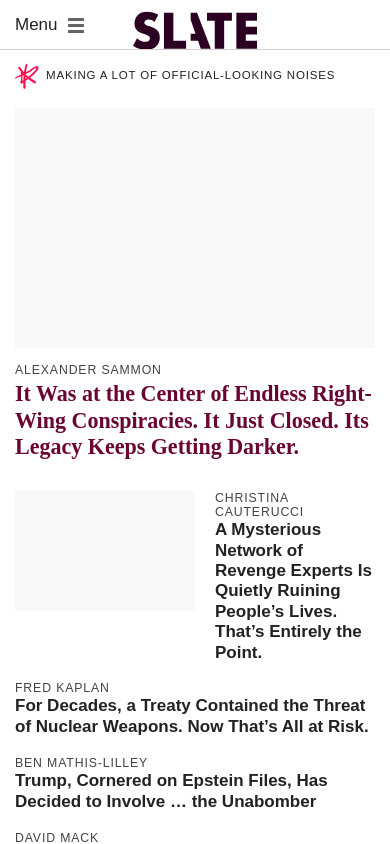 Menu
SLATE
MAKING A LOT OF OFFICIAL-LOOKING NOISES
ALEXANDER SAMMON
It Was at the Center of Endless Right-
Wing Conspiracies. It Just Closed. Its
Legacy Keeps Getting Darker.
CHRISTINA
CAUTERUCCI
A Mysterious
Network of
Revenge Experts Is
Quietly Ruining
People’s Lives.
That’s Entirely the
Point.
FRED KAPLAN
For Decades, a Treaty Contained the Threat
of Nuclear Weapons. Now That’s All at Risk.
BEN MATHIS-LILLEY
Trump, Cornered on Epstein Files, Has
Decided to Involve … the Unabomber
DAVID MACK